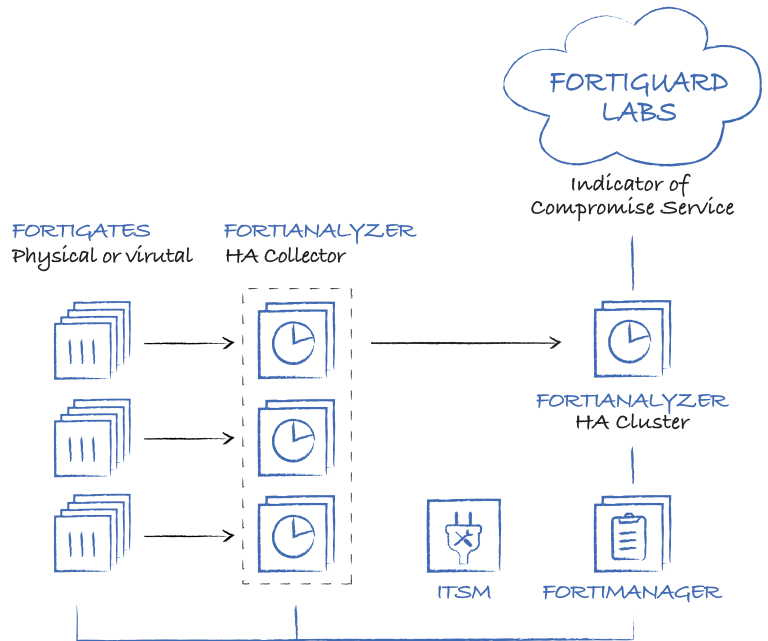 FORTIGUARD
LABS
Indicator of
Compromise Service
FORTIGATES
Physical or virutal
FORTIANALYZER
HA Collector
FORTIANALYZER
HA Cluster
ITSM
FORTIMANAGER